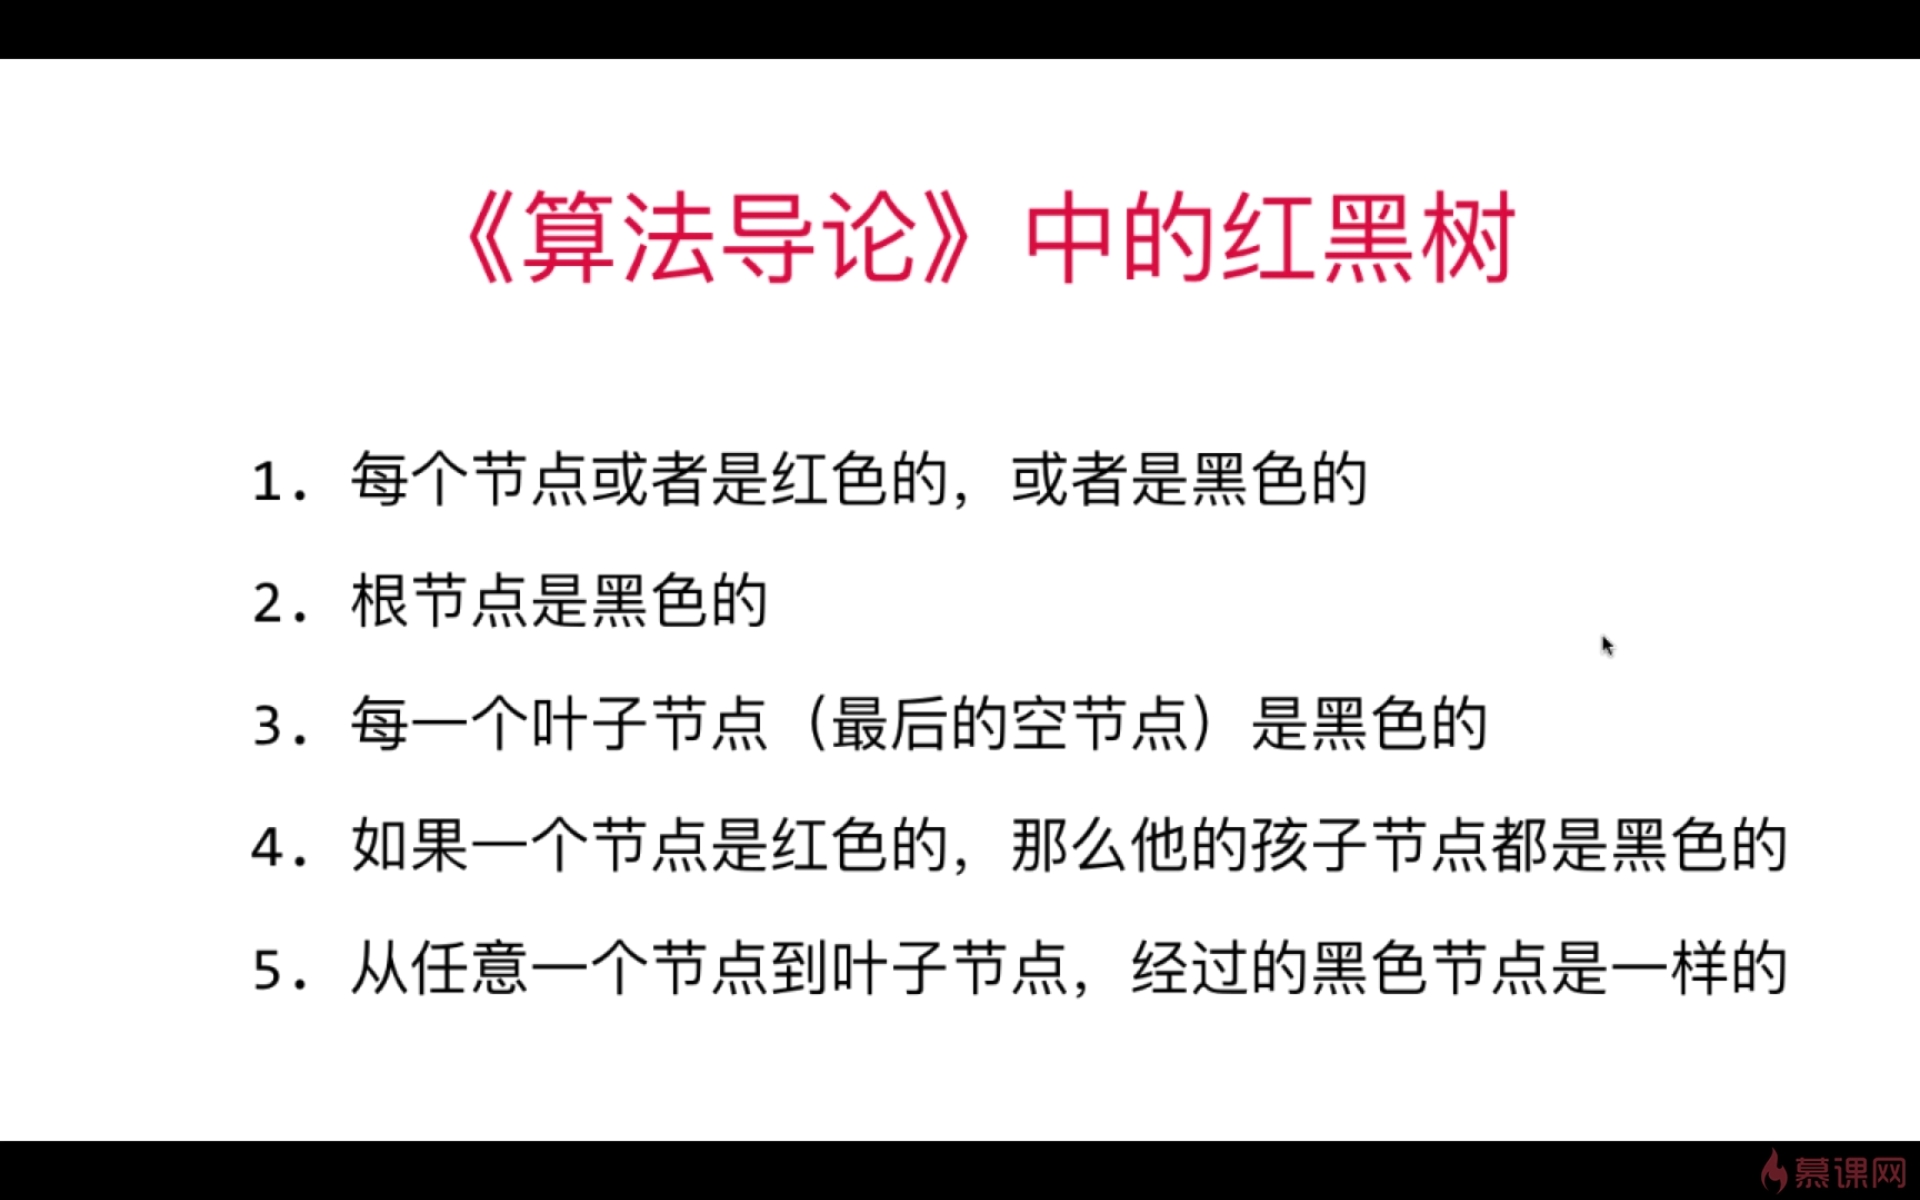 《算法导论》中的红黑树
1. 每个节点或者是红色的，或者是黑色的
2. 根节点是黑色的
3. 每一个叶子节点（最后的空节点）是黑色的
4. 如果一个节点是红色的，那么他的孩子节点都是黑色的
5. 从任意一个节点到叶子节点，经过的黑色节点是一样的
慕课网